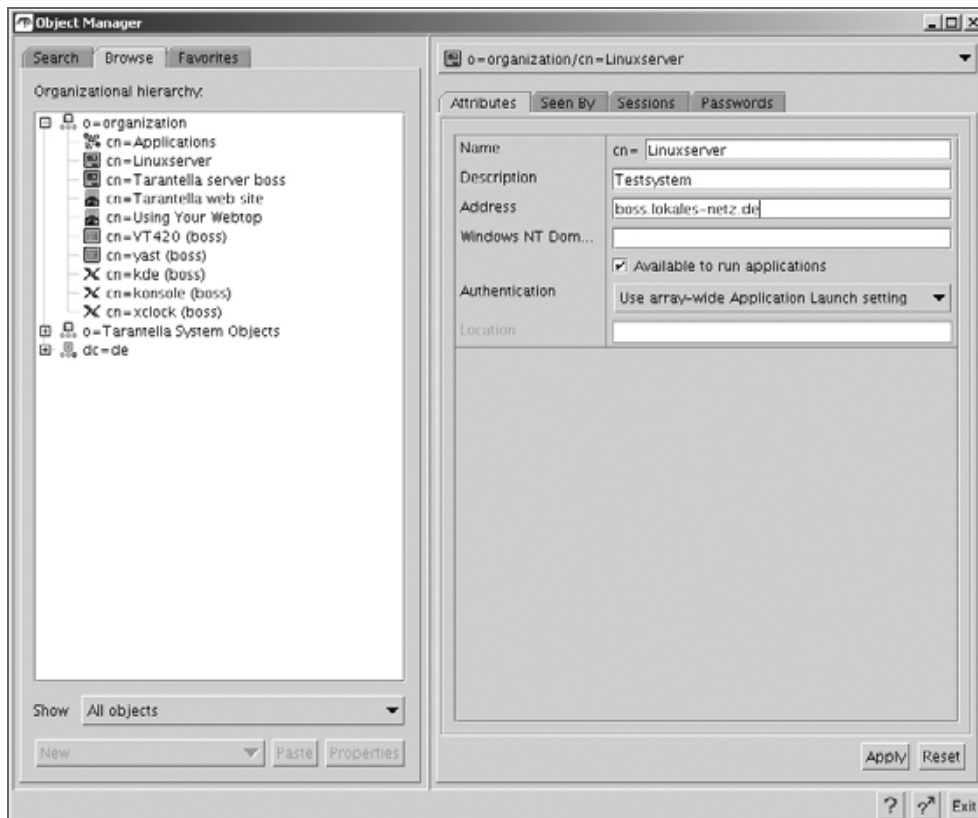 Object Manager
Search Browse Favorites
Organizational hierarchy:
o=organization
cn=Applications
cn=Linuxserver
cn=Tarantella server boss
cn=Tarantella web site
cn=Using Your Webtop
cn=VT420 (boss)
cn=yast (boss)
cn=kde (boss)
cn=konsole (boss)
cn=xclock (boss)
o=Tarantella System Objects
dc=de
Show All objects
New Paste Properties
o=organization/cn=Linuxserver
Attributes Seen By Sessions Passwords
Name cn= Linuxserver
Description Testsystem
Address boss.lokales-netz.de
Windows NT Dom...
Available to run applications
Authentication Use array-wide Application Launch setting
Location
Apply Reset
? ? Exit